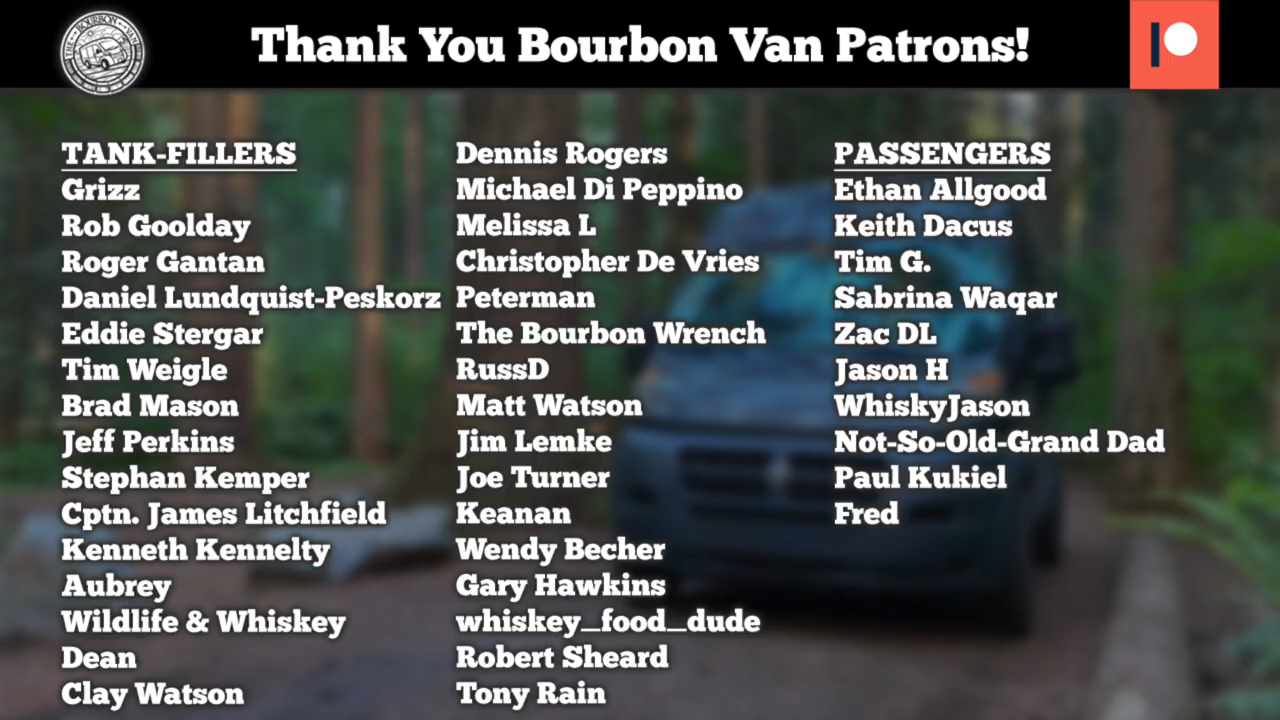 THE BOURBON VAN
Thank You Bourbon Van Patrons!
TANK-FILLERS
Grizz
Rob Goolday
Roger Gantan
Daniel Lundquist-Peskorz
Eddie Stergar
Tim Weigle
Brad Mason
Jeff Perkins
Stephan Kemper
Cptn. James Litchfield
Kenneth Kennelty
Aubrey
Wildlife & Whiskey
Dean
Clay Watson
Dennis Rogers
Michael Di Peppino
Melissa L
Christopher De Vries
Peterman
The Bourbon Wrench
RussD
Matt Watson
Jim Lemke
Joe Turner
Keanan
Wendy Becher
Gary Hawkins
whiskey_food_dude
Robert Sheard
Tony Rain
PASSENGERS
Ethan Allgood
Keith Dacus
Tim G.
Sabrina Waqar
Zac DL
Jason H
WhiskyJason
Not-So-Old-Grand Dad
Paul Kukiel
Fred